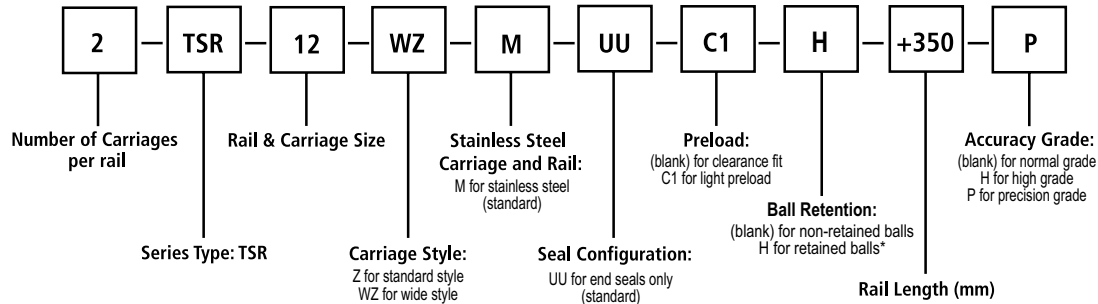 2 – TSR – 12 – WZ – M – UU – C1 – H – +350 – P
Number of Carriages
per rail
Series Type: TSR
Rail & Carriage Size
Carriage Style:
Z for standard style
WZ for wide style
Stainless Steel
Carriage and Rail:
M for stainless steel
(standard)
Seal Configuration:
UU for end seals only
(standard)
Preload:
(blank) for clearance fit
C1 for light preload
Ball Retention:
(blank) for non-retained balls
H for retained balls*
Rail Length (mm)
Accuracy Grade:
(blank) for normal grade
H for high grade
P for precision grade